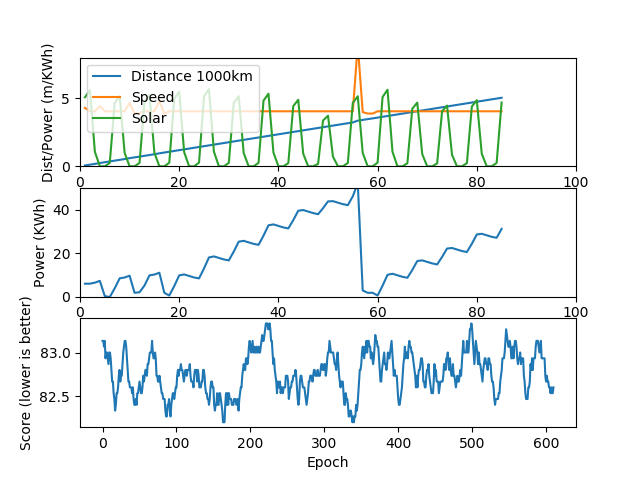 Dist/Power (m/KWh)
Distance 1000km
Speed
Solar
5
0
0 20 40 60 80 100
Power (KWh)
40
20
0
0 20 40 60 80 100
Score (lower is better)
83.0
82.5
0 100 200 300 400 500 600
Epoch